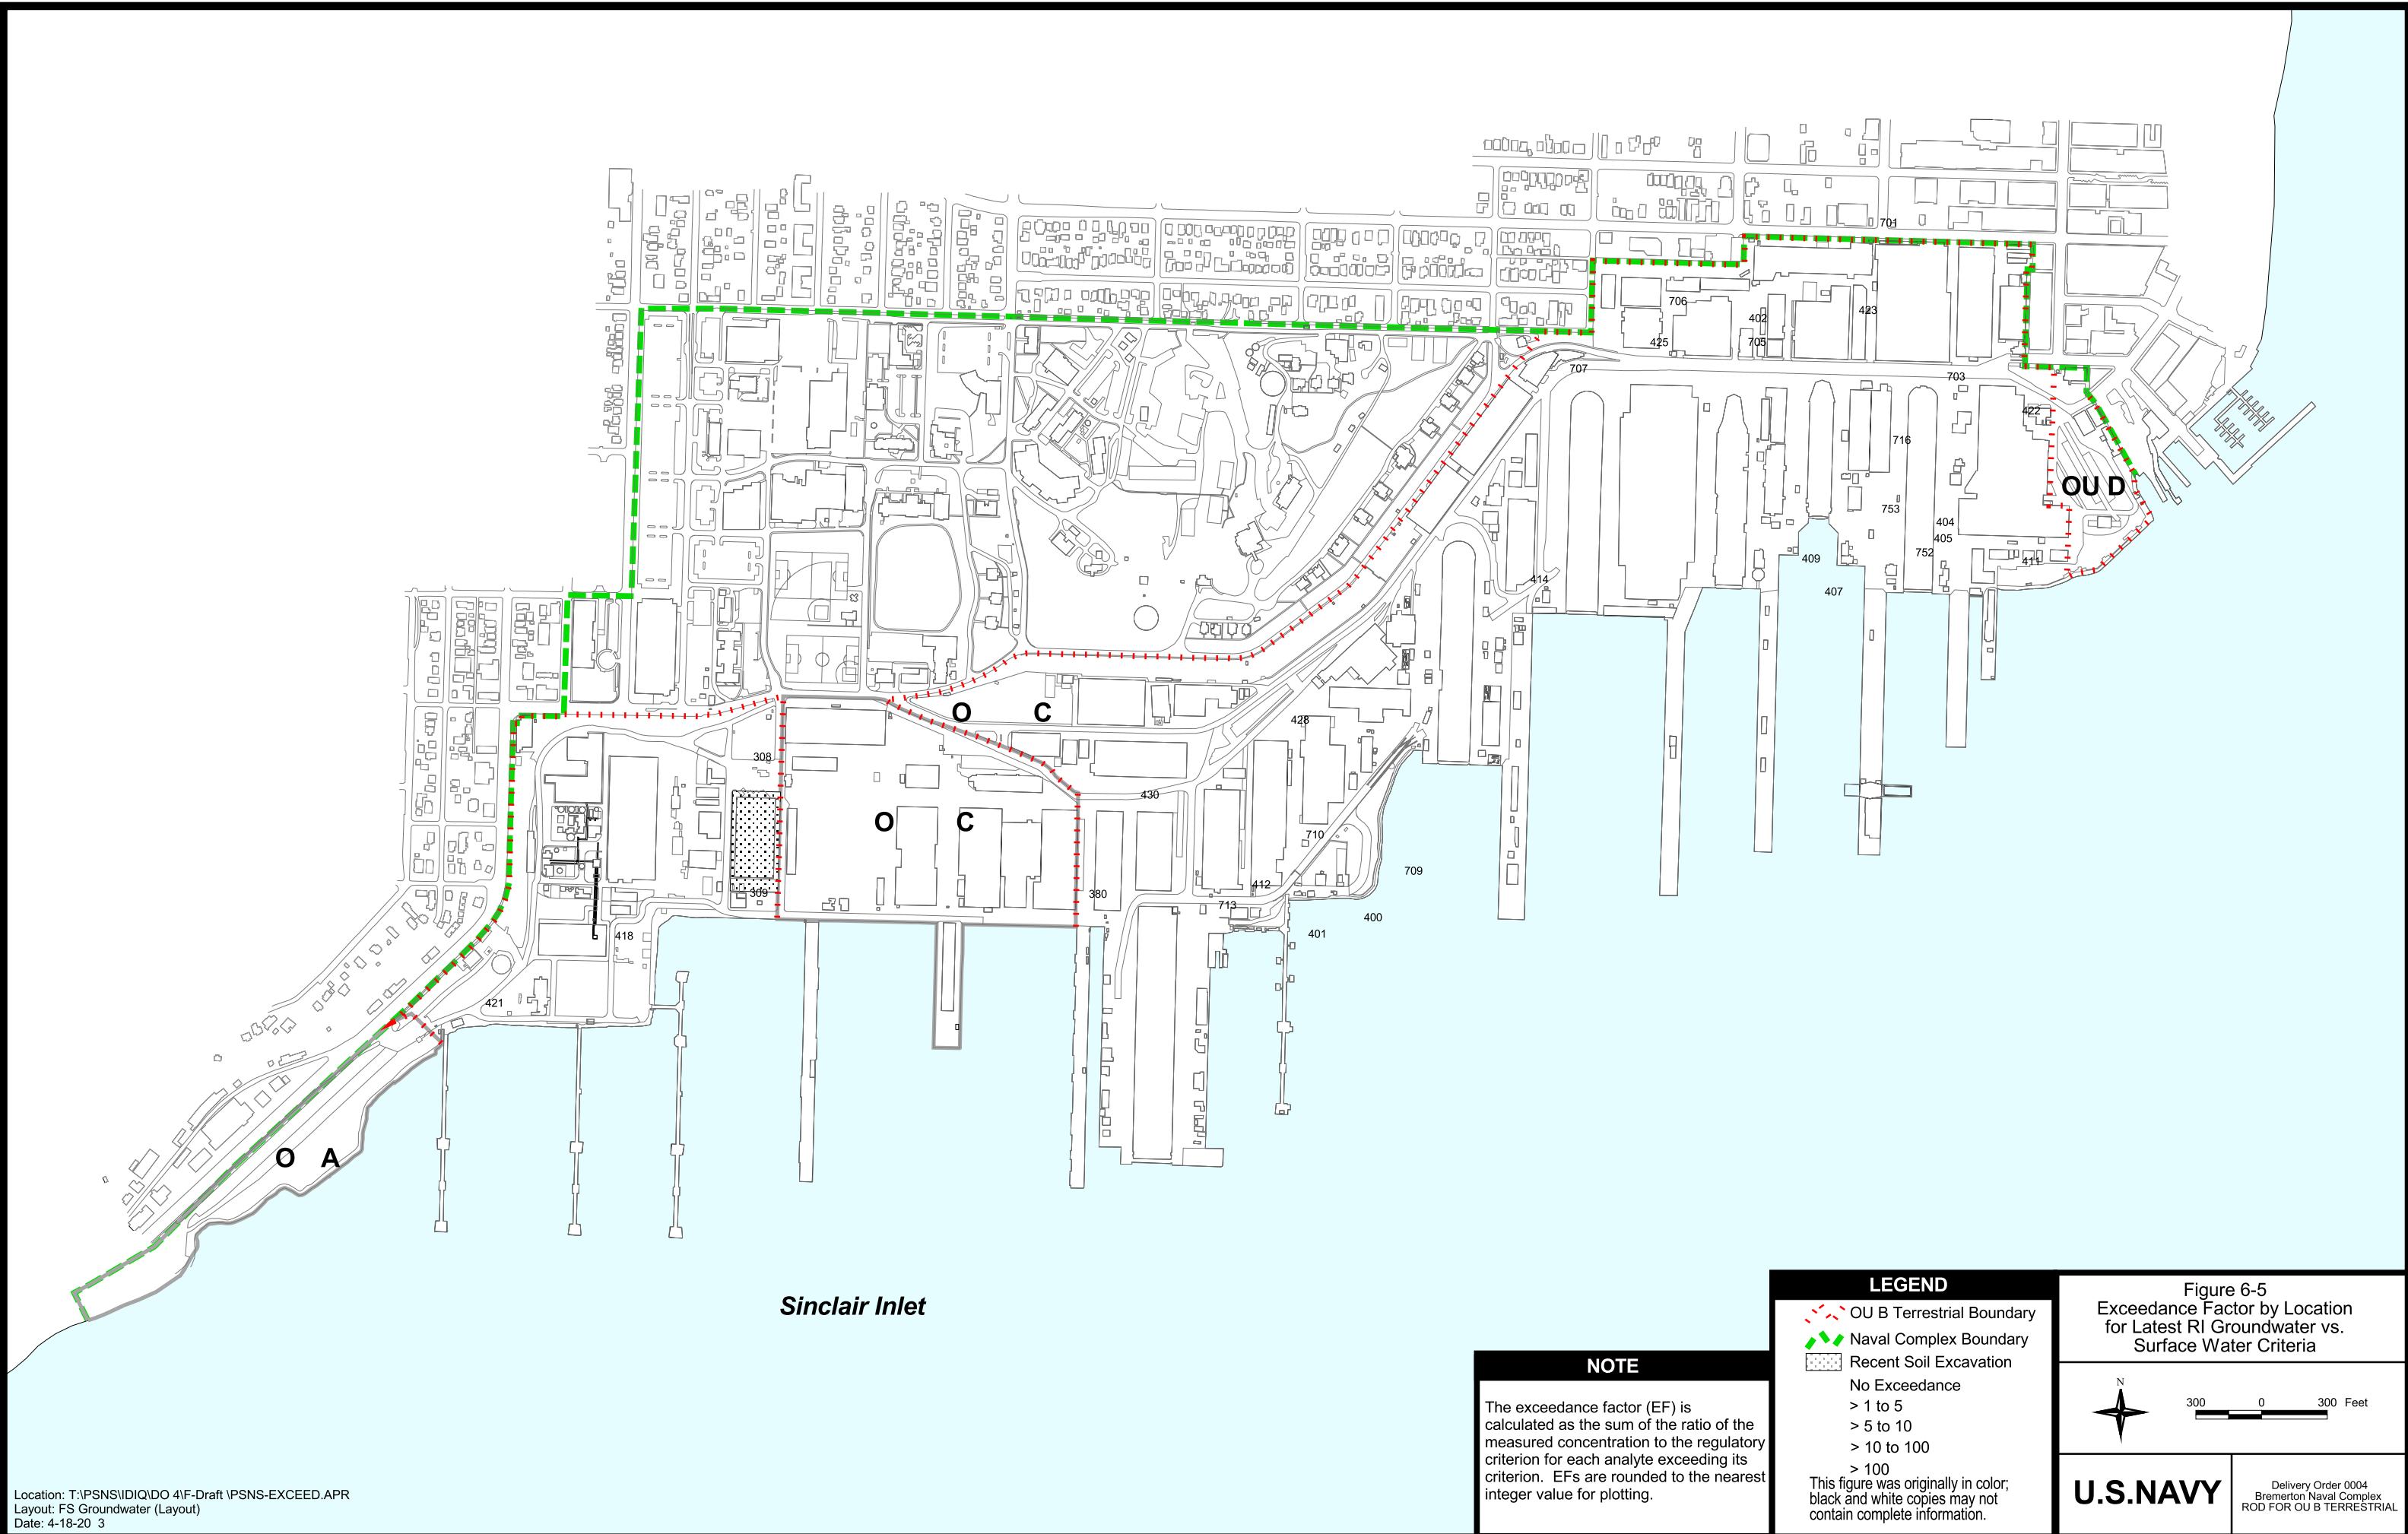 701
706
402
423
425
705
707
703
422
716
OU D
753
404
405
752
409
411
414
407
O C
428
308
430
O C
710
709
309
380
412
713
400
401
418
421
O A
Sinclair Inlet
NOTE
The exceedance factor (EF) is
calculated as the sum of the ratio of the
measured concentration to the regulatory
criterion for each analyte exceeding its
criterion. EFs are rounded to the nearest
integer value for plotting.
LEGEND
OU B Terrestrial Boundary
Naval Complex Boundary
Recent Soil Excavation
No Exceedance
> 1 to 5
> 5 to 10
> 10 to 100
> 100
This figure was originally in color;
black and white copies may not
contain complete information.
Figure 6-5
Exceedance Factor by Location
for Latest RI Groundwater vs.
Surface Water Criteria
N
300 0 300 Feet
U.S.NAVY
Delivery Order 0004
Bremerton Naval Complex
ROD FOR OU B TERRESTRIAL
Location: T:\PSNS\IDIQ\DO 4\F-Draft \PSNS-EXCEED.APR
Layout: FS Groundwater (Layout)
Date: 4-18-20 3